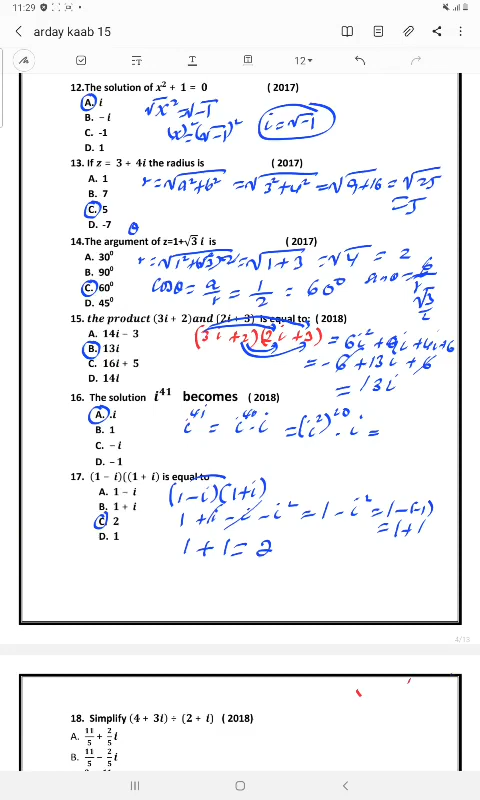 11:29
arday kaab 15
12
12.The solution of x² + 1 = 0 ( 2017)
A. i
√x² = √-1
B. – i
(x)² = (√-1)²
i = √-1
C. -1
D. 1
13. If z = 3 + 4i the radius is (2017)
A. 1
r = √a²+b² = √3²+4² = √9+16 = √25
B. 7
= 5
C. 5
D. -7
θ
14.The argument of z=1+√3 i is (2017)
A. 30⁰
r = √1²+(√3)^2 = √1+3 = √4 = 2
B. 90⁰
C. 60⁰
cosθ = a/r = 1/2 = 60⁰
sinθ = b/r
√3/2
D. 45⁰
15. the product (3i + 2)and (2i + 3) is equal to: ( 2018)
A. 14i – 3
(3i+2)(2i+3) = 6i² + 9i + 4i + 6
B. 13i
= -6 + 13i + 6
C. 16i + 5
= 13i
D. 14i
16. The solution i⁴¹ becomes (2018)
A. .i
B. 1
i⁴¹ = i⁴⁰·i = (i²)²⁰·i =
C. – i
D. – 1
17. (1 – i)((1 + i) is equal to
A. 1 – i
(1-i)(1+i)
B. 1 + i
1 + i - i - i² = 1 - i² = 1-(-1)
C. 2
= 1+1
D. 1
1+1 = 2
4/13
18. Simplify (4 + 3i) ÷ (2 + i) ( 2018)
A. 11/5 + 2/5 i
B. 11/5 – 2/5 i